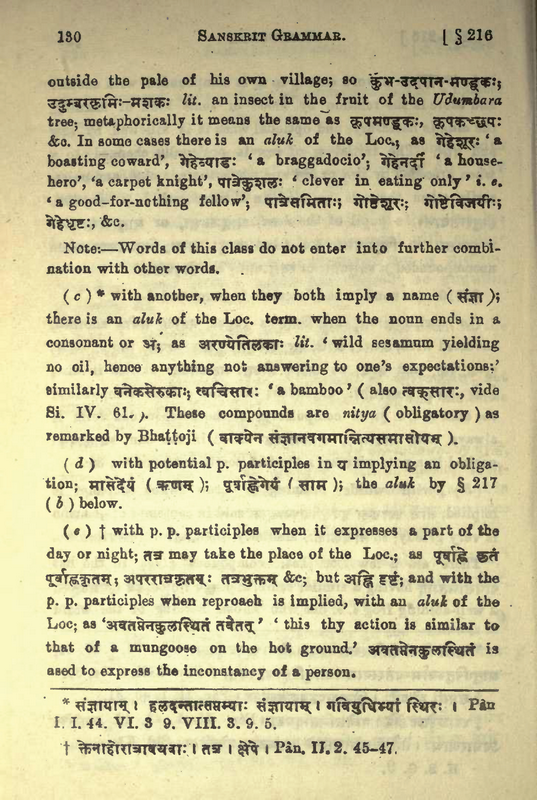 130 SANSKRIT GRAMMAR. [ § 216
outside the pale of his own village; so कुंभ-उदपान-मण्डूकः;
उदुम्बरकृमिः-मशकः lit. an insect in the fruit of the Udumbara
tree; metaphorically it means the same as कूपमण्डूकः, कूपकच्छपः
&c. In some cases there is an aluk of the Loc.; as गेहेशूरः 'a
boasting coward', गेहेव्याडः 'a braggadocio'; गेहेनर्दी 'a house-
hero', 'a carpet knight', पात्रेकुशलः 'clever in eating only' i. e.
'a good-for-nothing fellow'; पात्रेसमिताः; गोष्टेशूरः; गोष्टेविजयीः;
गेहेधृष्टः, &c.
Note:—Words of this class do not enter into further combi-
nation with other words.
(c)* with another, when they both imply a name (संज्ञा);
there is an aluk of the Loc. term. when the noun ends in a
consonant or अ; as अरण्येतिलकाः lit. 'wild sesamum yielding
no oil, hence anything not answering to one's expectations;'
similarly वनेकसेरुकाः; त्वचिसारः 'a bamboo' ( also त्वक्सारः, vide
Si. IV. 61.). These compounds are nitya ( obligatory ) as
remarked by Bhaṭṭoji ( वाक्येन संज्ञानवगमान्नित्यसमासोयम् ).
(d) with potential p. participles in य implying an obliga-
tion; मासेदेयं ( ऋणम् ); पूर्वाह्णेगेयं ( साम ); the aluk by § 217
(b) below.
(e) † with p. p. participles when it expresses a part of the
day or night; तत्र may take the place of the Loc.; as पूर्वाह्णे कृतं
पूर्वाह्णकृतम्; अपररात्रकृतम्: तत्रभुक्तम् &c; but अह्नि दृष्टं; and with the
p. p. participles when reproaeh is implied, with an aluk of the
Loc; as 'अवतप्तेनकुलस्थितं तवैतत्' 'this thy action is similar to
that of a mungoose on the hot ground.' अवतप्तेनकुलस्थितं is
ased to express the inconstancy of a person.
* संज्ञायाम् । हलदन्तात्सप्तम्याः संज्ञायाम् । गवियुधिभ्यां स्थिरः । Pân
I. I. 44. VI. 3 9. VIII. 3. 9. 5.
† क्तेनाहोरात्रावयवाः । तत्र । क्षेपे । Pân. II. 2. 45-47.